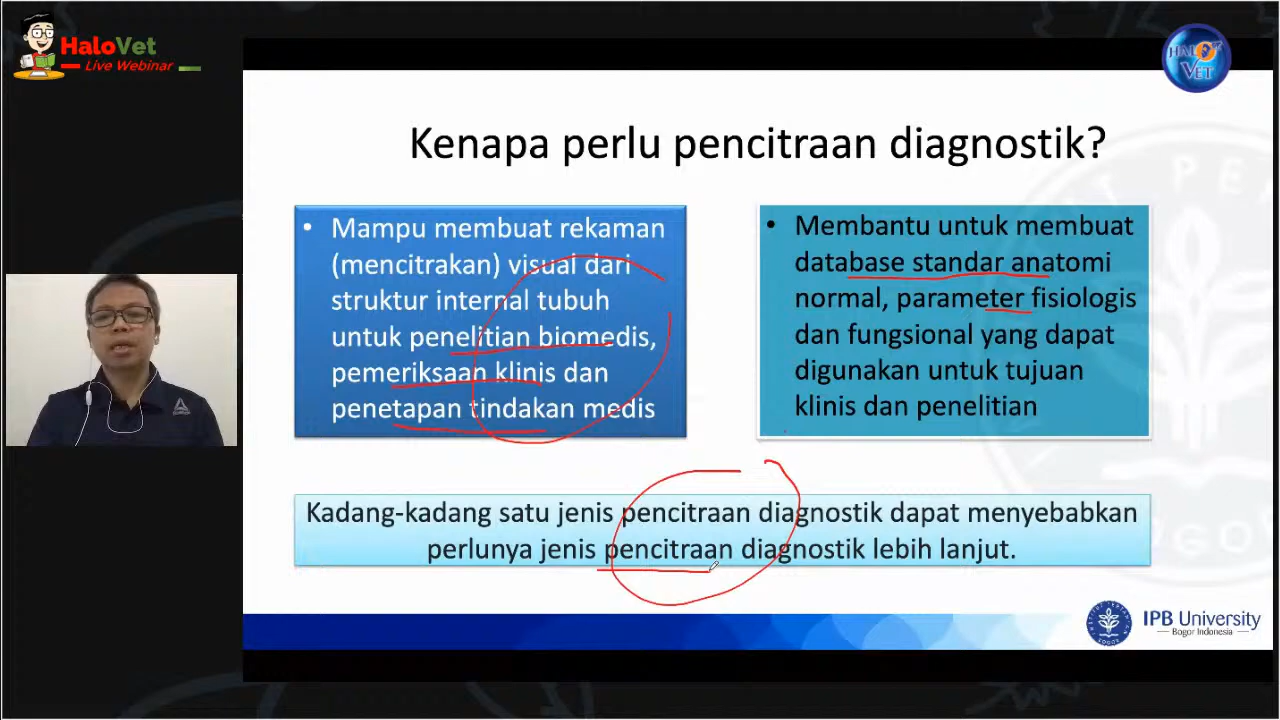 HaloVet
Live Webinar
HALO VET
Kenapa perlu pencitraan diagnostik?
• Mampu membuat rekaman
(mencitrakan) visual dari
struktur internal tubuh
untuk penelitian biomedis,
pemeriksaan klinis dan
penetapan tindakan medis
• Membantu untuk membuat
database standar anatomi
normal, parameter fisiologis
dan fungsional yang dapat
digunakan untuk tujuan
klinis dan penelitian
Kadang-kadang satu jenis pencitraan diagnostik dapat menyebabkan
perlunya jenis pencitraan diagnostik lebih lanjut.
IPB University
Bogor Indonesia